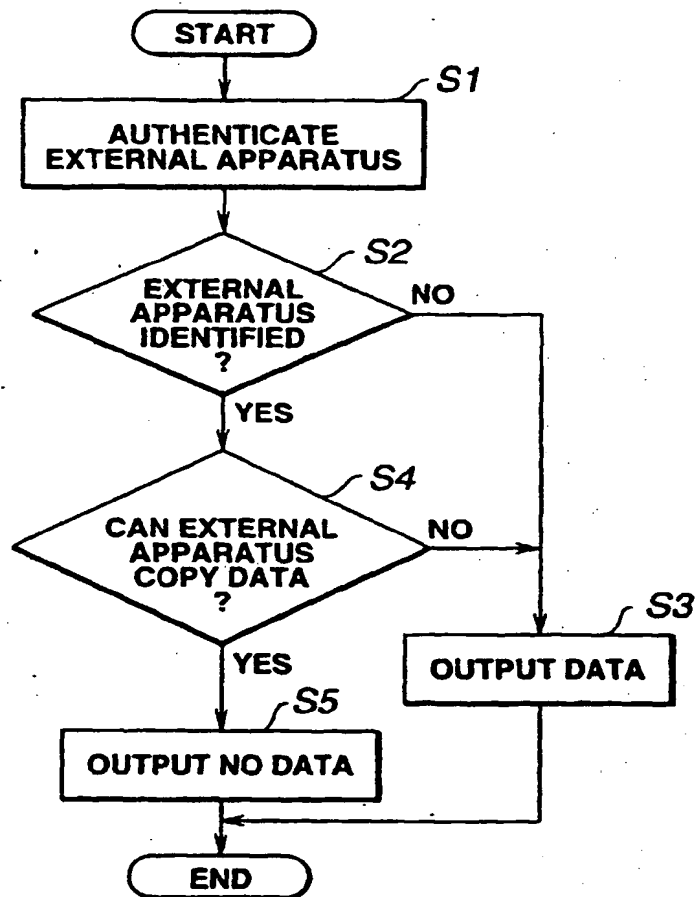 START
S1
AUTHENTICATE
EXTERNAL APPARATUS
S2
EXTERNAL
APPARATUS
IDENTIFIED
?
NO
YES
S4
CAN EXTERNAL
APPARATUS
COPY DATA
?
NO
YES
S3
OUTPUT DATA
S5
OUTPUT NO DATA
END